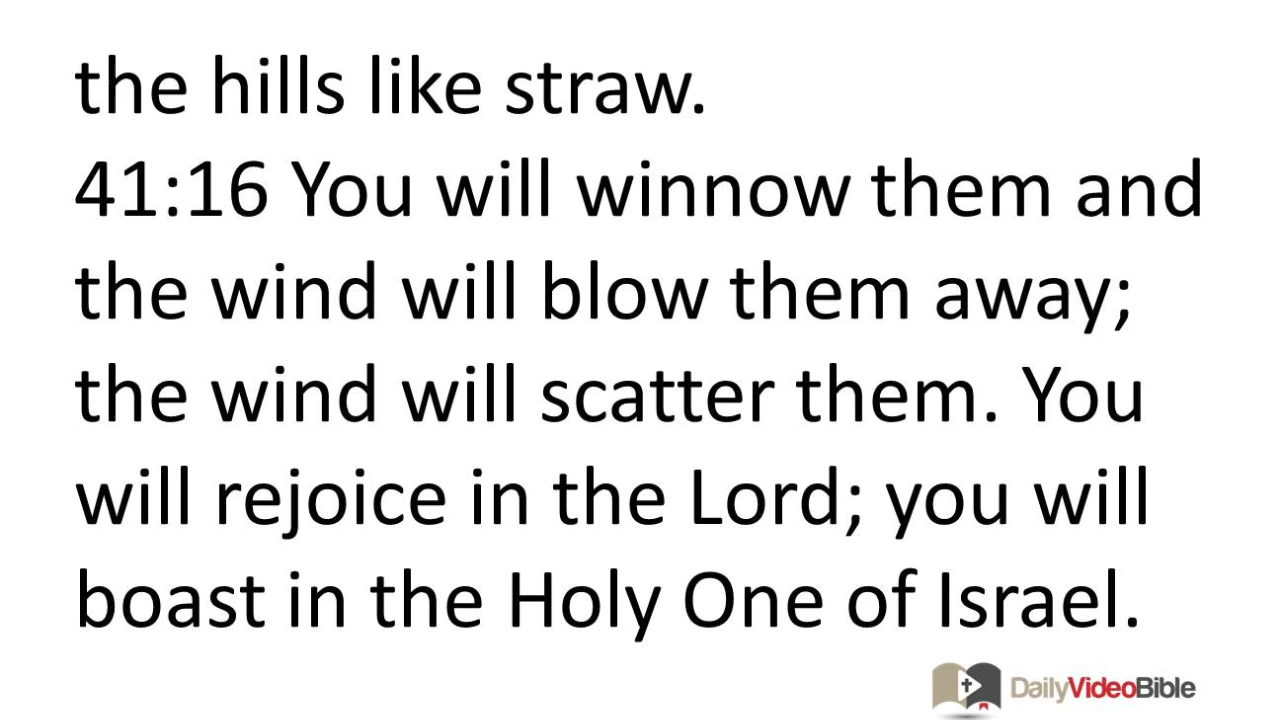 the hills like straw.
41:16 You will winnow them and
the wind will blow them away;
the wind will scatter them. You
will rejoice in the Lord; you will
boast in the Holy One of Israel.
DailyVideoBible